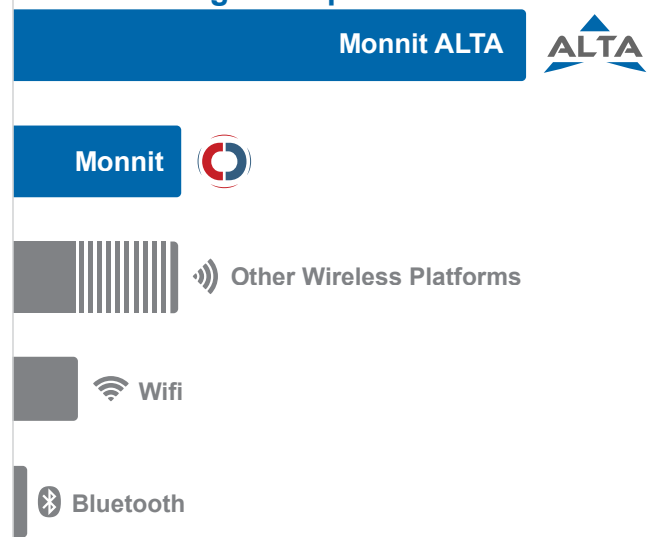 Monnit ALTA
ALTA
Monnit
Other Wireless Platforms
Wifi
Bluetooth